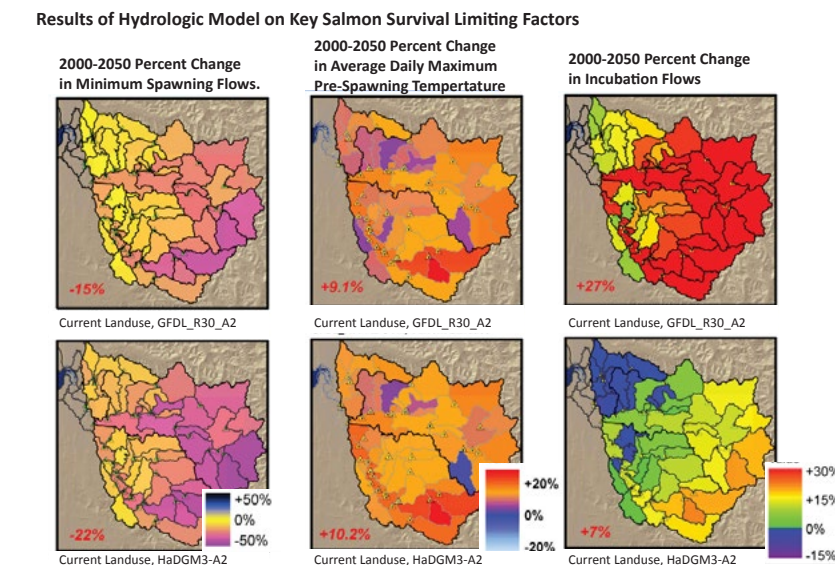 Results of Hydrologic Model on Key Salmon Survival Limiting Factors
2000-2050 Percent Change
in Minimum Spawning Flows.
2000-2050 Percent Change
in Average Daily Maximum
Pre-Spawning Tempertature
2000-2050 Percent Change
in Incubation Flows
-15%
+9.1%
+27%
Current Landuse, GFDL_R30_A2
Current Landuse, GFDL_R30_A2
Current Landuse, GFDL_R30_A2
-22%
+50%
0%
-50%
+10.2%
+20%
0%
-20%
+7%
+30%
+15%
0%
-15%
Current Landuse, HaDGM3-A2
Current Landuse, HaDGM3-A2
Current Landuse, HaDGM3-A2